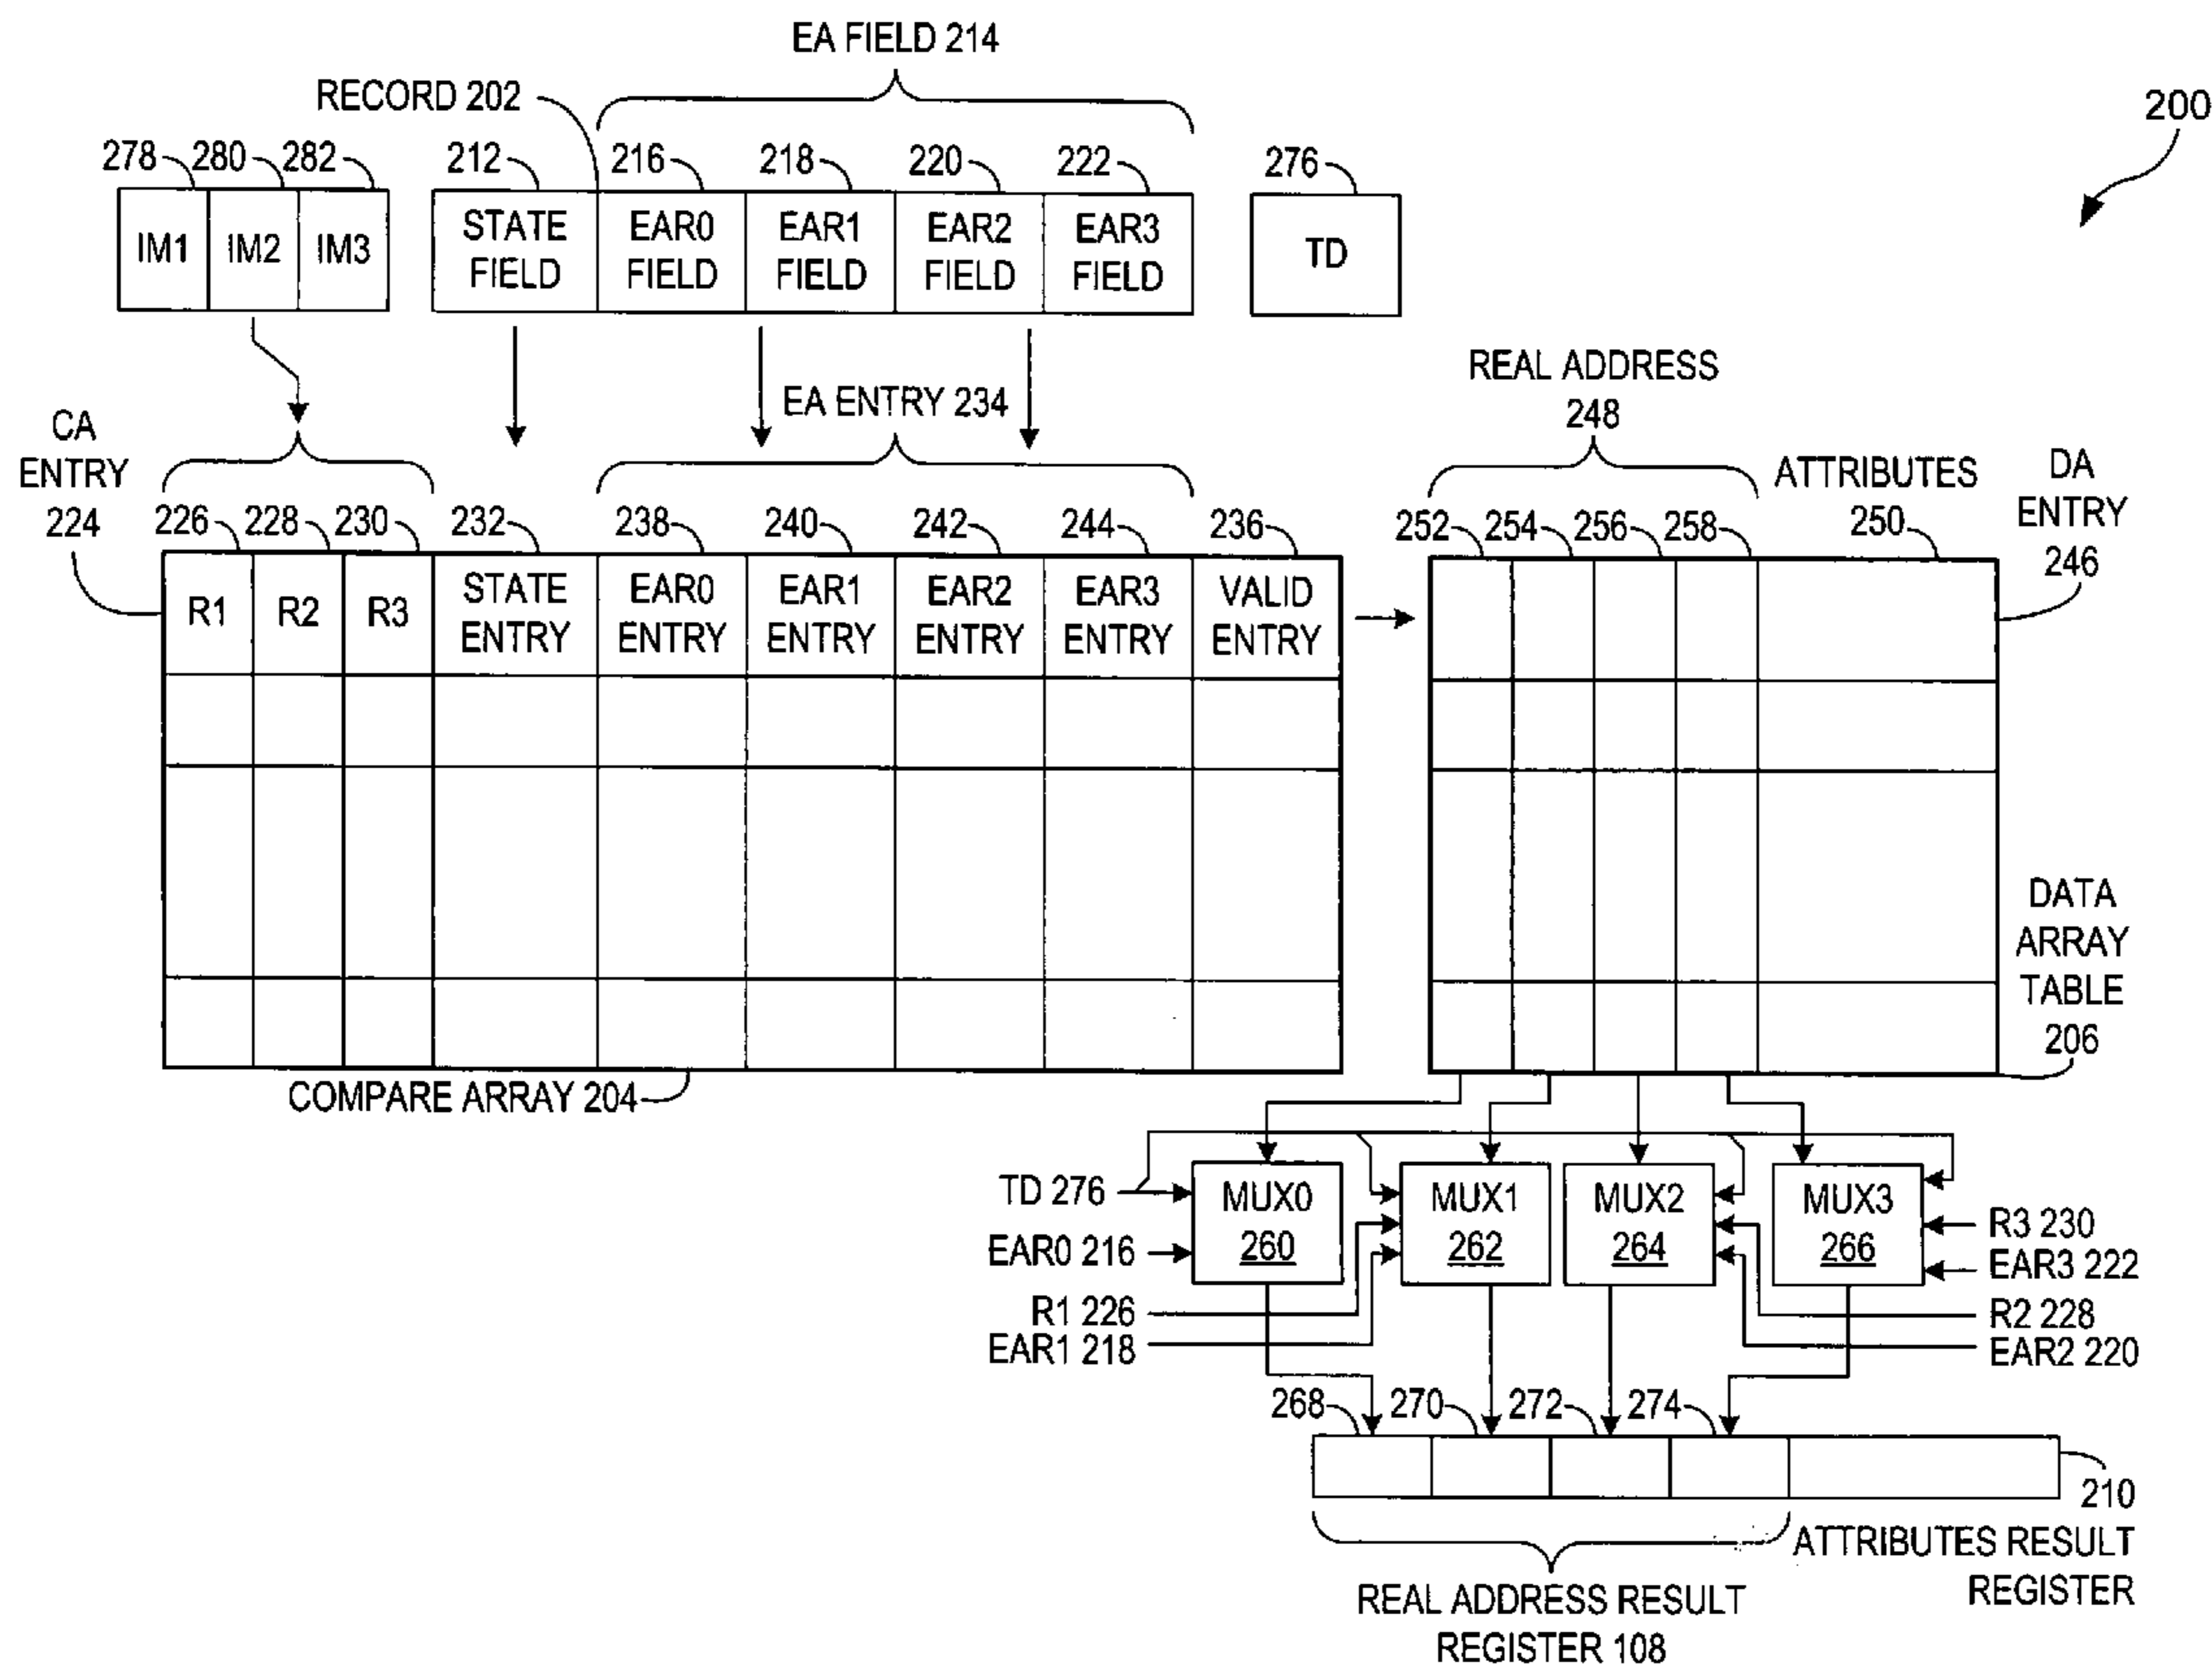 EA FIELD 214
RECORD 202
200
278 280 282 212 216 218 220 222 276
IM1 IM2 IM3
STATE FIELD
EAR0 FIELD
EAR1 FIELD
EAR2 FIELD
EAR3 FIELD
TD
REAL ADDRESS
248
EA ENTRY 234
CA
ENTRY
224
ATTRIBUTES
250
DA
ENTRY
246
226 228 230 232 238 240 242 244 236 252 254 256 258
R1 R2 R3
STATE ENTRY
EAR0 ENTRY
EAR1 ENTRY
EAR2 ENTRY
EAR3 ENTRY
VALID ENTRY
DATA
ARRAY
TABLE
206
COMPARE ARRAY 204
TD 276
EAR0 216
R1 226
EAR1 218
MUX0
260
MUX1
262
MUX2
264
MUX3
266
R3 230
EAR3 222
R2 228
EAR2 220
268 270 272 274
210
ATTRIBUTES RESULT
REGISTER
REAL ADDRESS RESULT
REGISTER 108